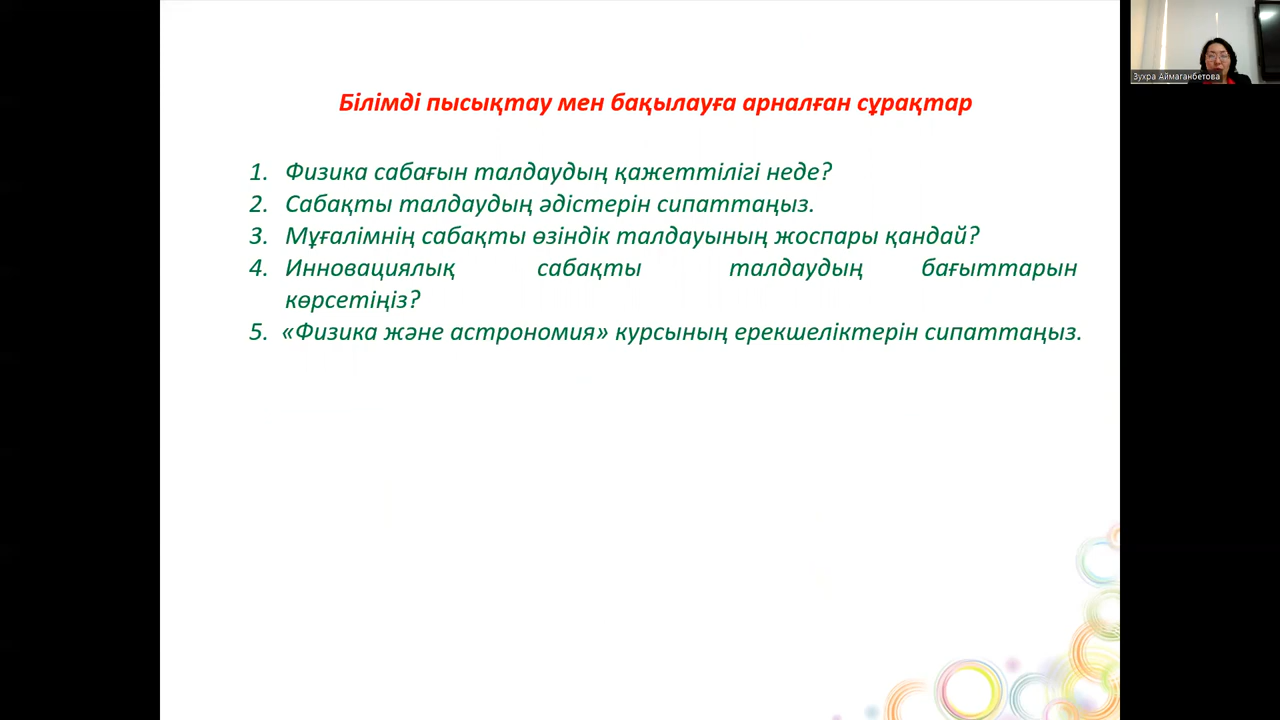 Зухра Аймаганбетова
Білімді пысықтау мен бақылауға арналған сұрақтар
1. Физика сабағын талдаудың қажеттілігі неде?
2. Сабақты талдаудың әдістерін сипаттаңыз.
3. Мұғалімнің сабақты өзіндік талдауының жоспары қандай?
4. Инновациялық сабақты талдаудың бағыттарын
көрсетіңіз?
5. «Физика және астрономия» курсының ерекшеліктерін сипаттаңыз.